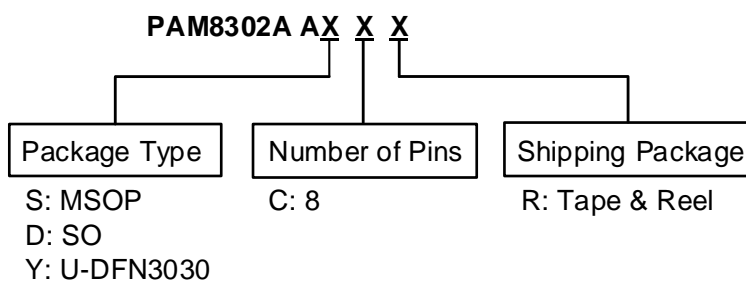 PAM8302A AX X X
Package Type
Number of Pins
Shipping Package
S: MSOP
D: SO
Y: U-DFN3030
C: 8
R: Tape & Reel